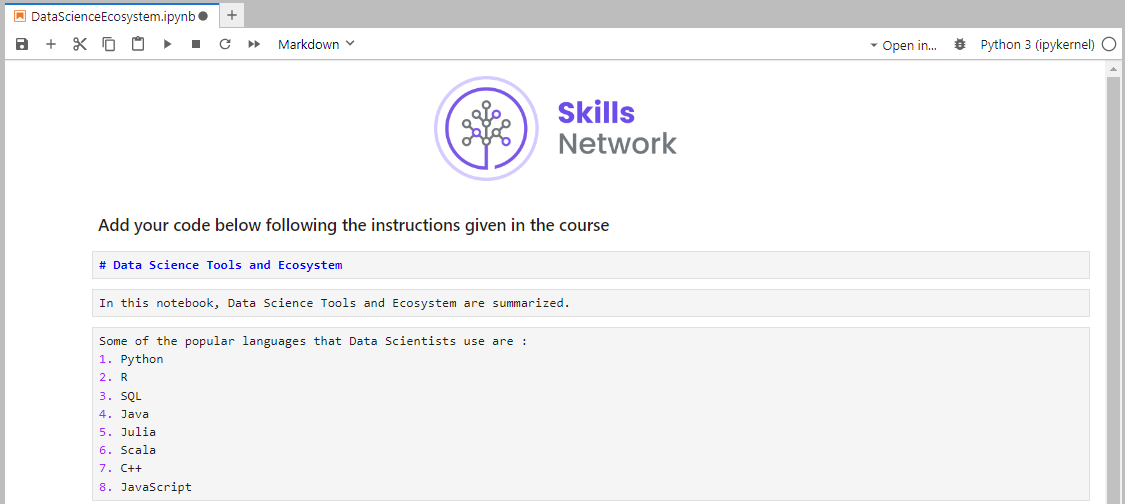 DataScienceEcosystem.ipynb
Markdown
Open in...
Python 3 (ipykernel)
Skills
Network
Add your code below following the instructions given in the course
# Data Science Tools and Ecosystem
In this notebook, Data Science Tools and Ecosystem are summarized.
Some of the popular languages that Data Scientists use are :
1. Python
2. R
3. SQL
4. Java
5. Julia
6. Scala
7. C++
8. JavaScript